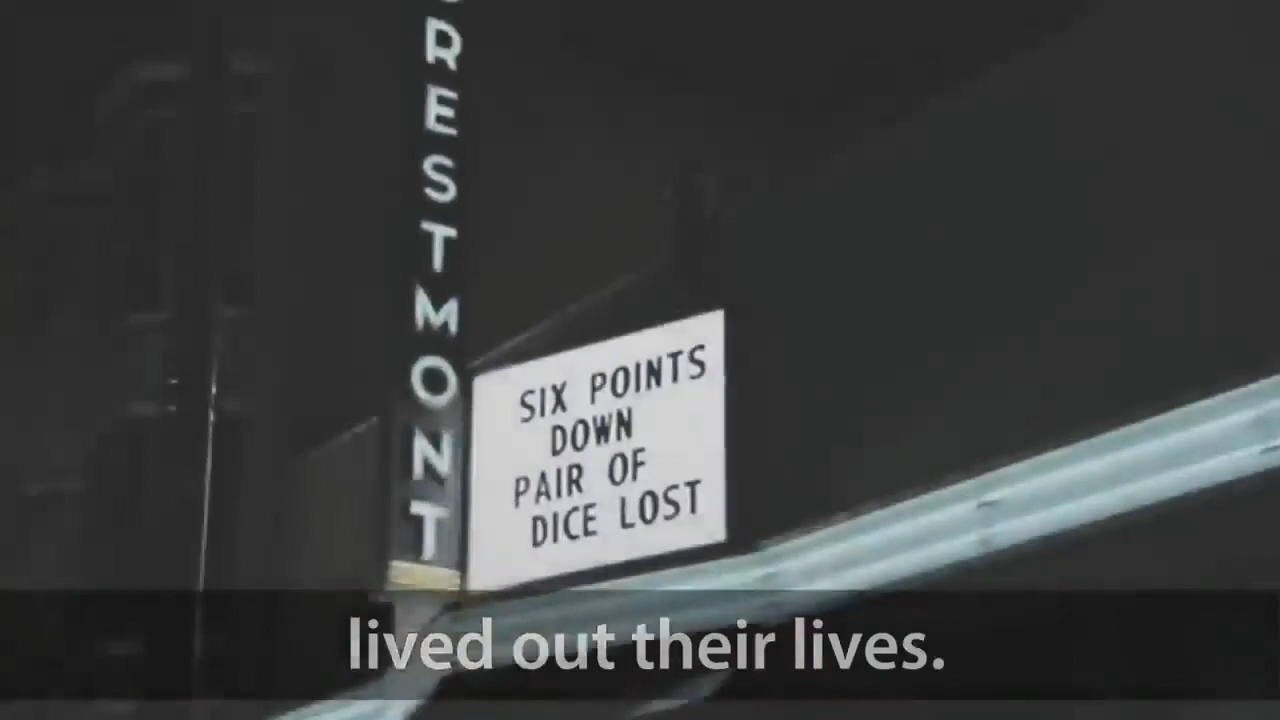 RESTMONT
SIX POINTS
DOWN
PAIR OF
DICE LOST
lived out their lives.